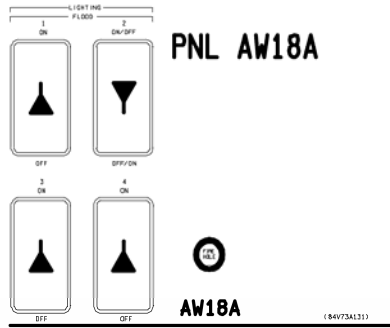 LIGHTING
FLOOD
1 2
ON ON/OFF
PNL AW18A
OFF OFF/ON
3 4
ON ON
FIRE
HOLE
OFF OFF
AW18A
(84V73A131)